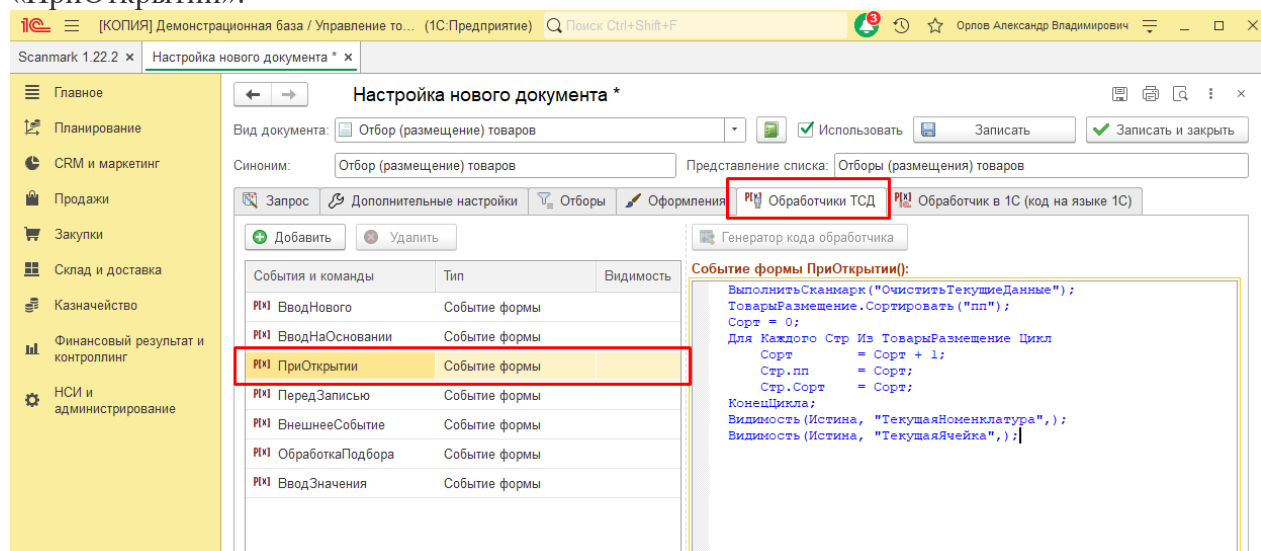 «ПриОткрытии».
[КОПИЯ] Демонстрационная база / Управление то... (1С:Предприятие) Поиск Ctrl+Shift+F 3 Орлов Александр Владимирович
Scanmark 1.22.2 × Настройка нового документа * ×
Главное
Планирование
CRM и маркетинг
Продажи
Закупки
Склад и доставка
Казначейство
Финансовый результат и
контроллинг
НСИ и
администрирование
Настройка нового документа *
Вид документа: Отбор (размещение) товаров Использовать Записать Записать и закрыть
Синоним: Отбор (размещение) товаров Представление списка: Отборы (размещения) товаров
Запрос Дополнительные настройки Отборы Оформления Обработчики ТСД Обработчик в 1С (код на языке 1С)
Добавить Удалить Генератор кода обработчика
События и команды Тип Видимость
ВводНового Событие формы
ВводНаОсновании Событие формы
ПриОткрытии Событие формы
ПередЗаписью Событие формы
ВнешнееСобытие Событие формы
ОбработкаПодбора Событие формы
ВводЗначения Событие формы
Событие формы ПриОткрытии():
ВыполнитьСканмарк("ОчиститьТекущиеДанные");
ТоварыРазмещение.Сортировать("пп");
Сорт = 0;
Для Каждого Стр Из ТоварыРазмещение Цикл
Сорт = Сорт + 1;
Стр.пп = Сорт;
Стр.Сорт = Сорт;
КонецЦикла;
Видимость(Истина, "ТекущаяНоменклатура",);
Видимость(Истина, "ТекущаяЯчейка",);